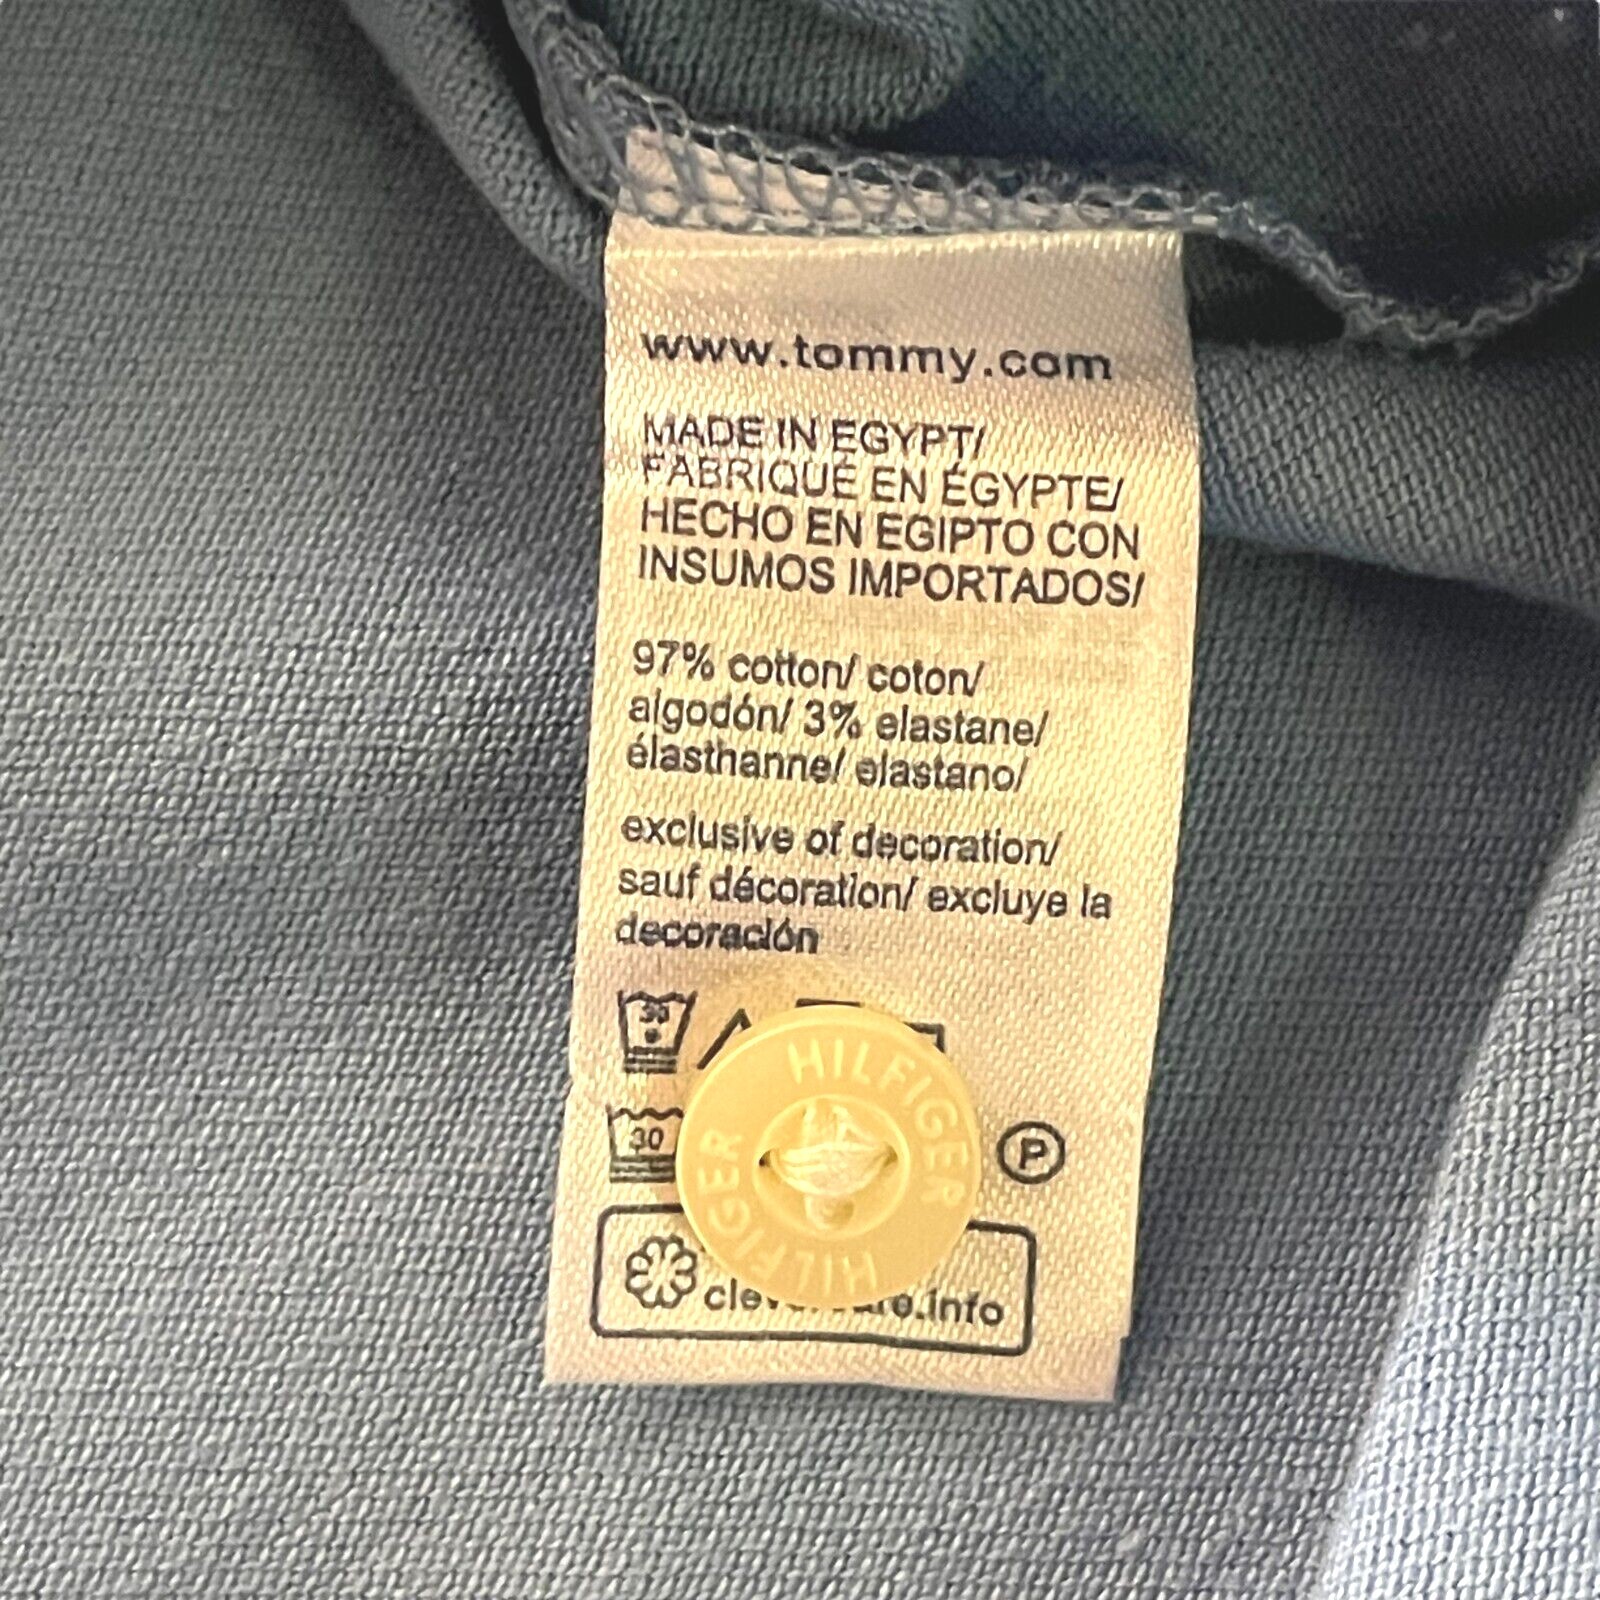 www.tommy.com
MADE IN EGYPT/
FABRIQUÉ EN ÉGYPTE/
HECHO EN EGIPTO CON
INSUMOS IMPORTADOS/
97% cotton/ coton/
algodón/ 3% elastane/
élasthanne/ elastano/
exclusive of decoration/
sauf décoration/ excluye la
decoración
30
30
P
HILFIGER
HILFIGER
clevercare.info